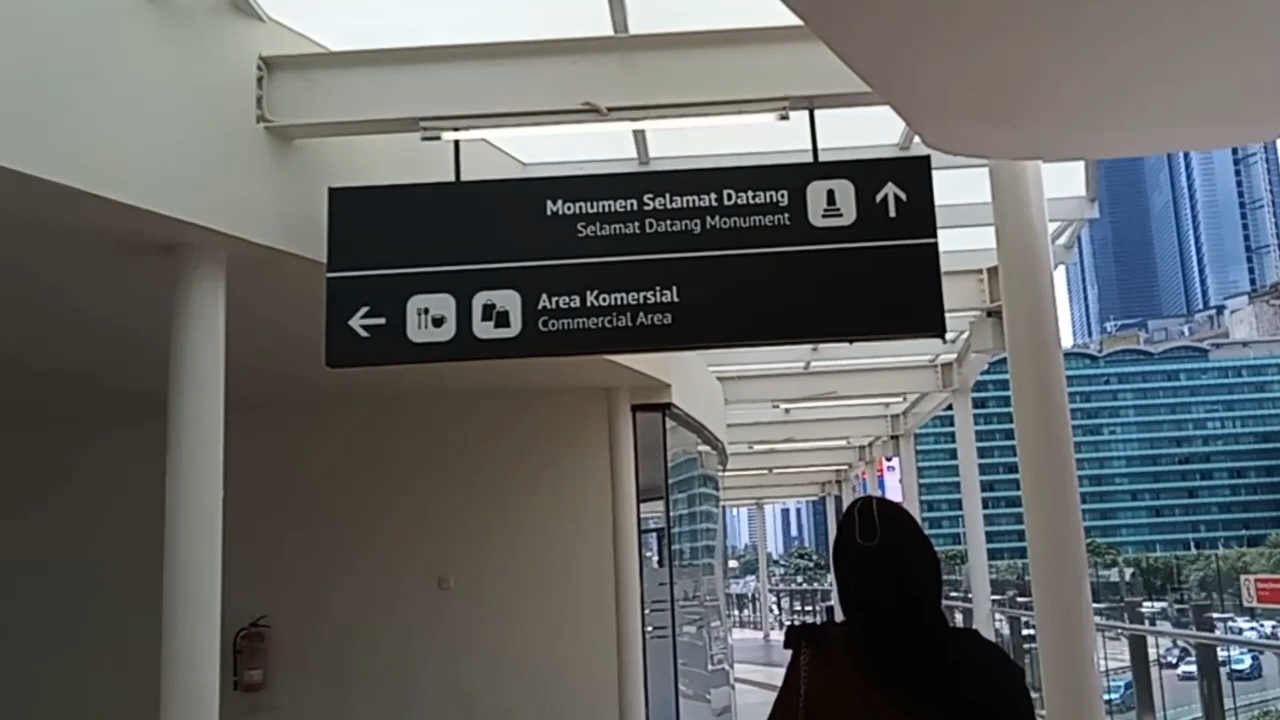 Monumen Selamat Datang
Selamat Datang Monument
Area Komersial
Commercial Area